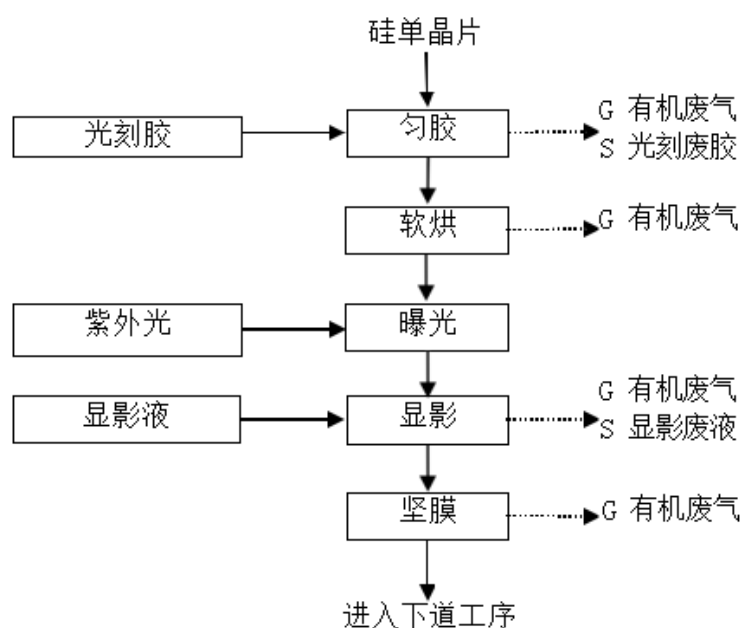 硅单晶片
光刻胶
匀胶
G 有机废气
S 光刻废胶
软烘
G 有机废气
紫外光
曝光
显影液
显影
G 有机废气
S 显影废液
坚膜
G 有机废气
进入下道工序